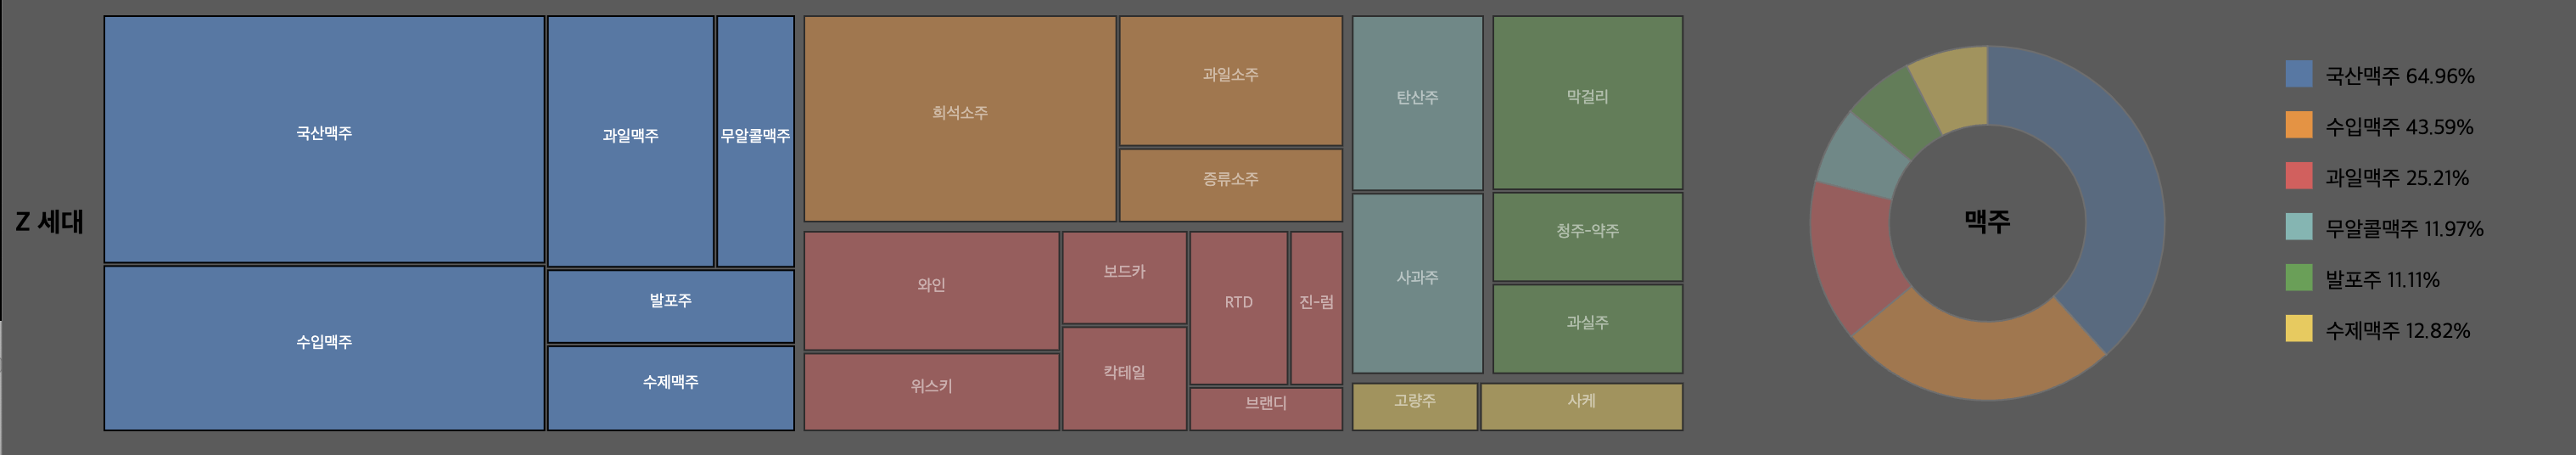 Z 세대
국산맥주
수입맥주
과일맥주
무알콜맥주
발포주
수제맥주
희석소주
과일소주
증류소주
와인
위스키
보드카
칵테일
RTD
진-럼
브랜디
탄산주
사과주
막걸리
청주-약주
과실주
고량주
사케
맥주
국산맥주 64.96%
수입맥주 43.59%
과일맥주 25.21%
무알콜맥주 11.97%
발포주 11.11%
수제맥주 12.82%